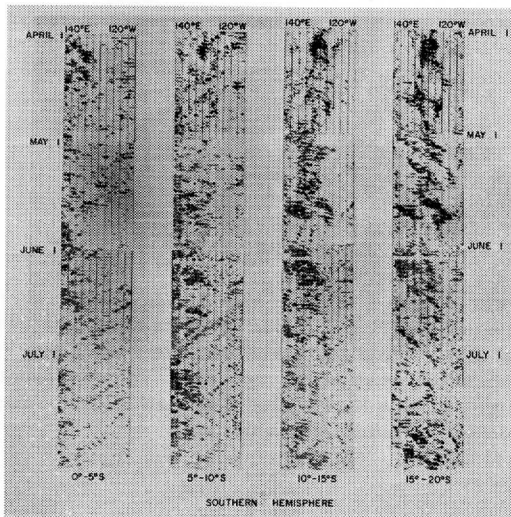 140°E 120°W 140°E 120°W 140°E 120°W 140°E 120°W
APRIL 1 APRIL 1
MAY 1 MAY 1
JUNE 1 JUNE 1
JULY 1 JULY 1
0°-5°S 5°-10°S 10°-15°S 15°-20°S
SOUTHERN HEMISPHERE